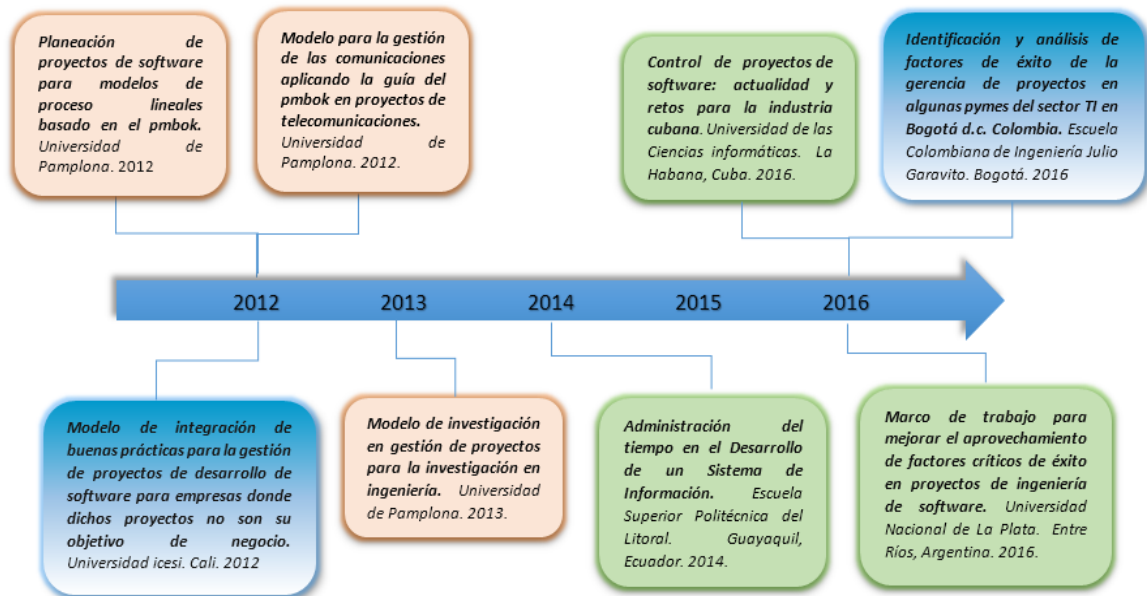 Planeación de
proyectos de software
para modelos de
proceso lineales
basado en el pmbok.
Universidad de
Pamplona. 2012
Modelo para la gestión
de las comunicaciones
aplicando la guía del
pmbok en proyectos de
telecomunicaciones.
Universidad de
Pamplona. 2012.
Control de proyectos de
software: actualidad y
retos para la industria
cubana. Universidad de las
Ciencias informáticas. La
Habana, Cuba. 2016.
Identificación y análisis de
factores de éxito de la
gerencia de proyectos en
algunas pymes del sector TI en
Bogotá d.c. Colombia. Escuela
Colombiana de Ingeniería Julio
Garavito. Bogotá. 2016
2012 2013 2014 2015 2016
Modelo de integración de
buenas prácticas para la gestión
de proyectos de desarrollo de
software para empresas donde
dichos proyectos no son su
objetivo de negocio.
Universidad icesi. Cali. 2012
Modelo de investigación
en gestión de proyectos
para la investigación en
ingeniería. Universidad
de Pamplona. 2013.
Administración del
tiempo en el Desarrollo
de un Sistema de
Información. Escuela
Superior Politécnica del
Litoral. Guayaquil,
Ecuador. 2014.
Marco de trabajo para
mejorar el aprovechamiento
de factores críticos de éxito
en proyectos de ingeniería
de software. Universidad
Nacional de La Plata. Entre
Ríos, Argentina. 2016.